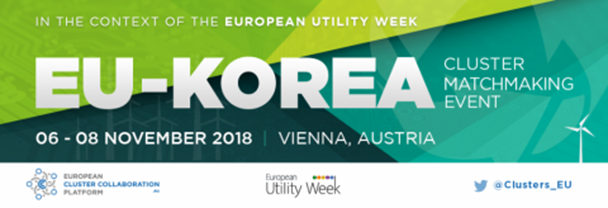 IN THE CONTEXT OF THE EUROPEAN UTILITY WEEK
EU-KOREA
CLUSTER
MATCHMAKING
EVENT
06 - 08 NOVEMBER 2018 | VIENNA, AUSTRIA
EUROPEAN
CLUSTER COLLABORATION
PLATFORM
European
Utility Week
@Clusters_EU